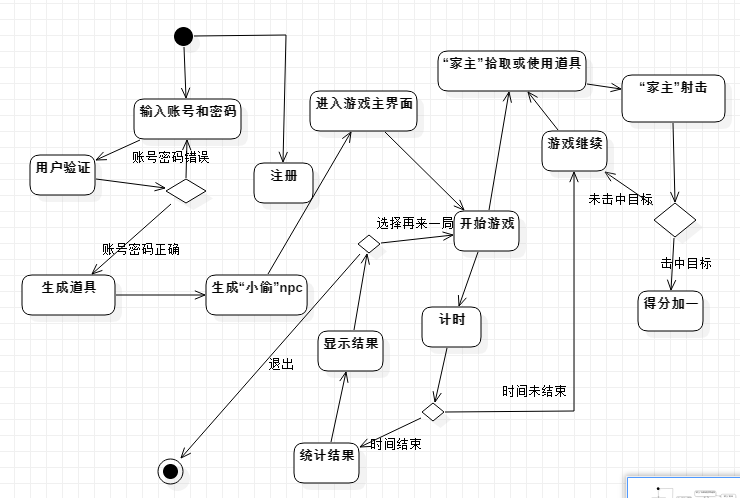 “家主”拾取或使用道具
“家主”射击
输入账号和密码
进入游戏主界面
游戏继续
账号密码错误
用户验证
注册
未击中目标
选择再来一局
开始游戏
账号密码正确
击中目标
生成道具
生成“小偷”npc
得分加一
计时
显示结果
退出
时间未结束
时间结束
统计结果